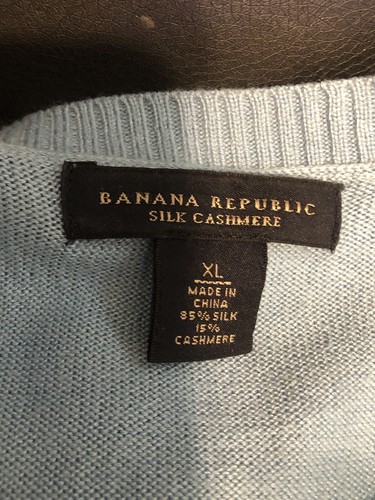 BANANA REPUBLIC
SILK CASHMERE
XL
MADE IN
CHINA
85% SILK
15%
CASHMERE